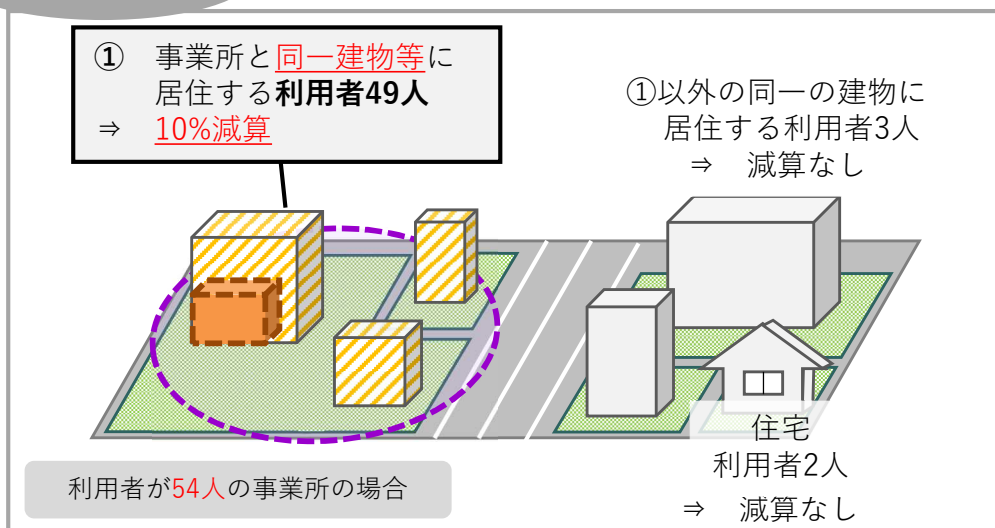 ① 事業所と同一建物等に
居住する利用者49人
⇒ 10%減算
①以外の同一の建物に
居住する利用者3人
⇒ 減算なし
住宅
利用者2人
⇒ 減算なし
利用者が54人の事業所の場合